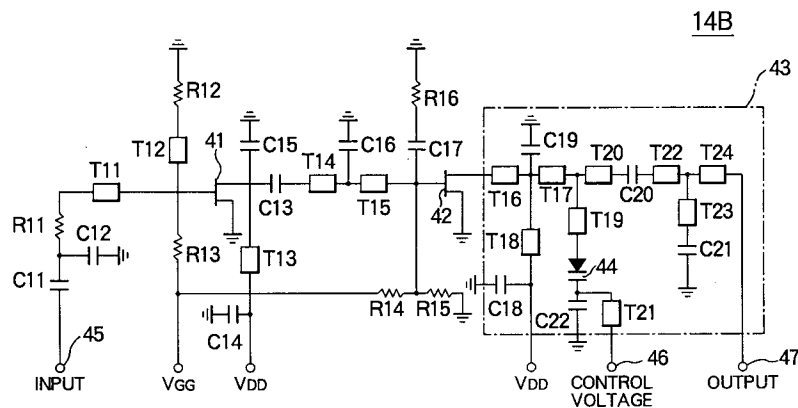 14B
43
R12
R16
T12
41
C15
C16
C17
C19
T11
T14
T20
T22
T24
C13
T15
42
T16
T17
C20
R11
C12
R13
T13
T18
T19
T23
C21
C11
44
R14
R15
C18
C22
T21
C14
45
46
47
INPUT
VGG
VDD
VDD
CONTROL
VOLTAGE
OUTPUT